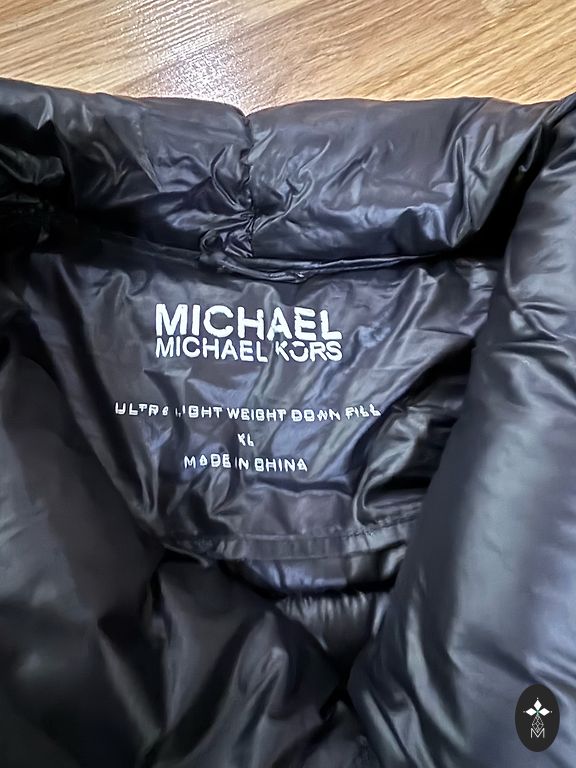 MICHAEL
MICHAEL KORS
ULTRA LIGHT WEIGHT DOWN FILL
XL
MADE IN CHINA
M